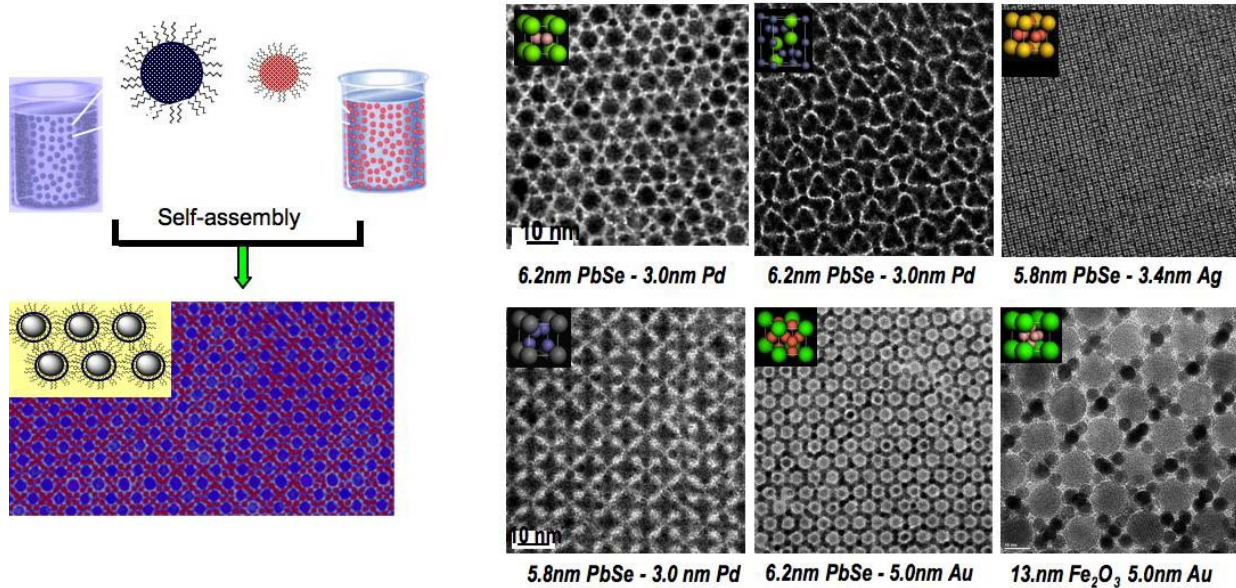 Self-assembly
10 nm
6.2nm PbSe - 3.0nm Pd
6.2nm PbSe - 3.0nm Pd
5.8nm PbSe - 3.4nm Ag
10 nm
5.8nm PbSe - 3.0 nm Pd
6.2nm PbSe - 5.0nm Au
13.nm Fe₂O₃ 5.0nm Au